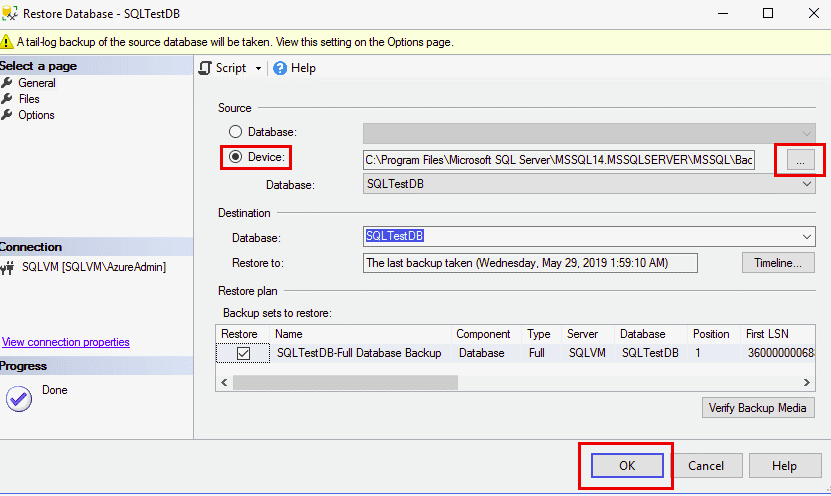 Restore Database - SQLTestDB
A tail-log backup of the source database will be taken. View this setting on the Options page.
Select a page
General
Files
Options
Connection
SQLVM [SQLVM\AzureAdmin]
View connection properties
Progress
Done
Script
Help
Source
Database:
Device: C:\Program Files\Microsoft SQL Server\MSSQL14.MSSQLSERVER\MSSQL\Bac ...
Database: SQLTestDB
Destination
Database: SQLTestDB
Restore to: The last backup taken (Wednesday, May 29, 2019 1:59:10 AM) Timeline...
Restore plan
Backup sets to restore:
Restore Name Component Type Server Database Position First LSN
SQLTestDB-Full Database Backup Database Full SQLVM SQLTestDB 1 3600000000688
Verify Backup Media
OK Cancel Help